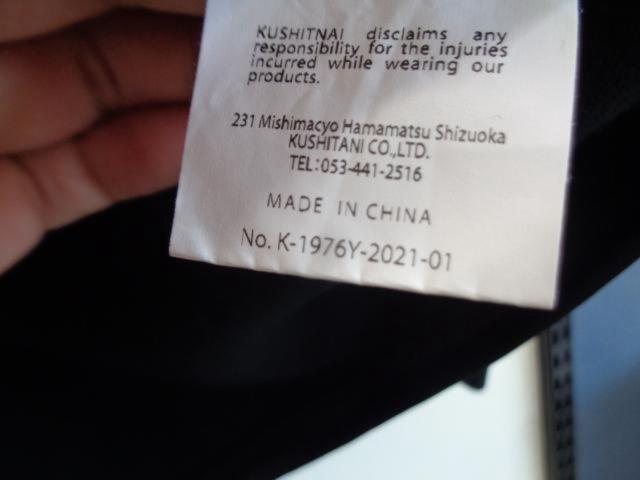 KUSHITNAI disclaims any
responsibility for the injuries
incurred while wearing our
products.
231 Mishimacyo Hamamatsu Shizuoka
KUSHITANI CO.,LTD.
TEL:053-441-2516
MADE IN CHINA
No. K-1976Y-2021-01